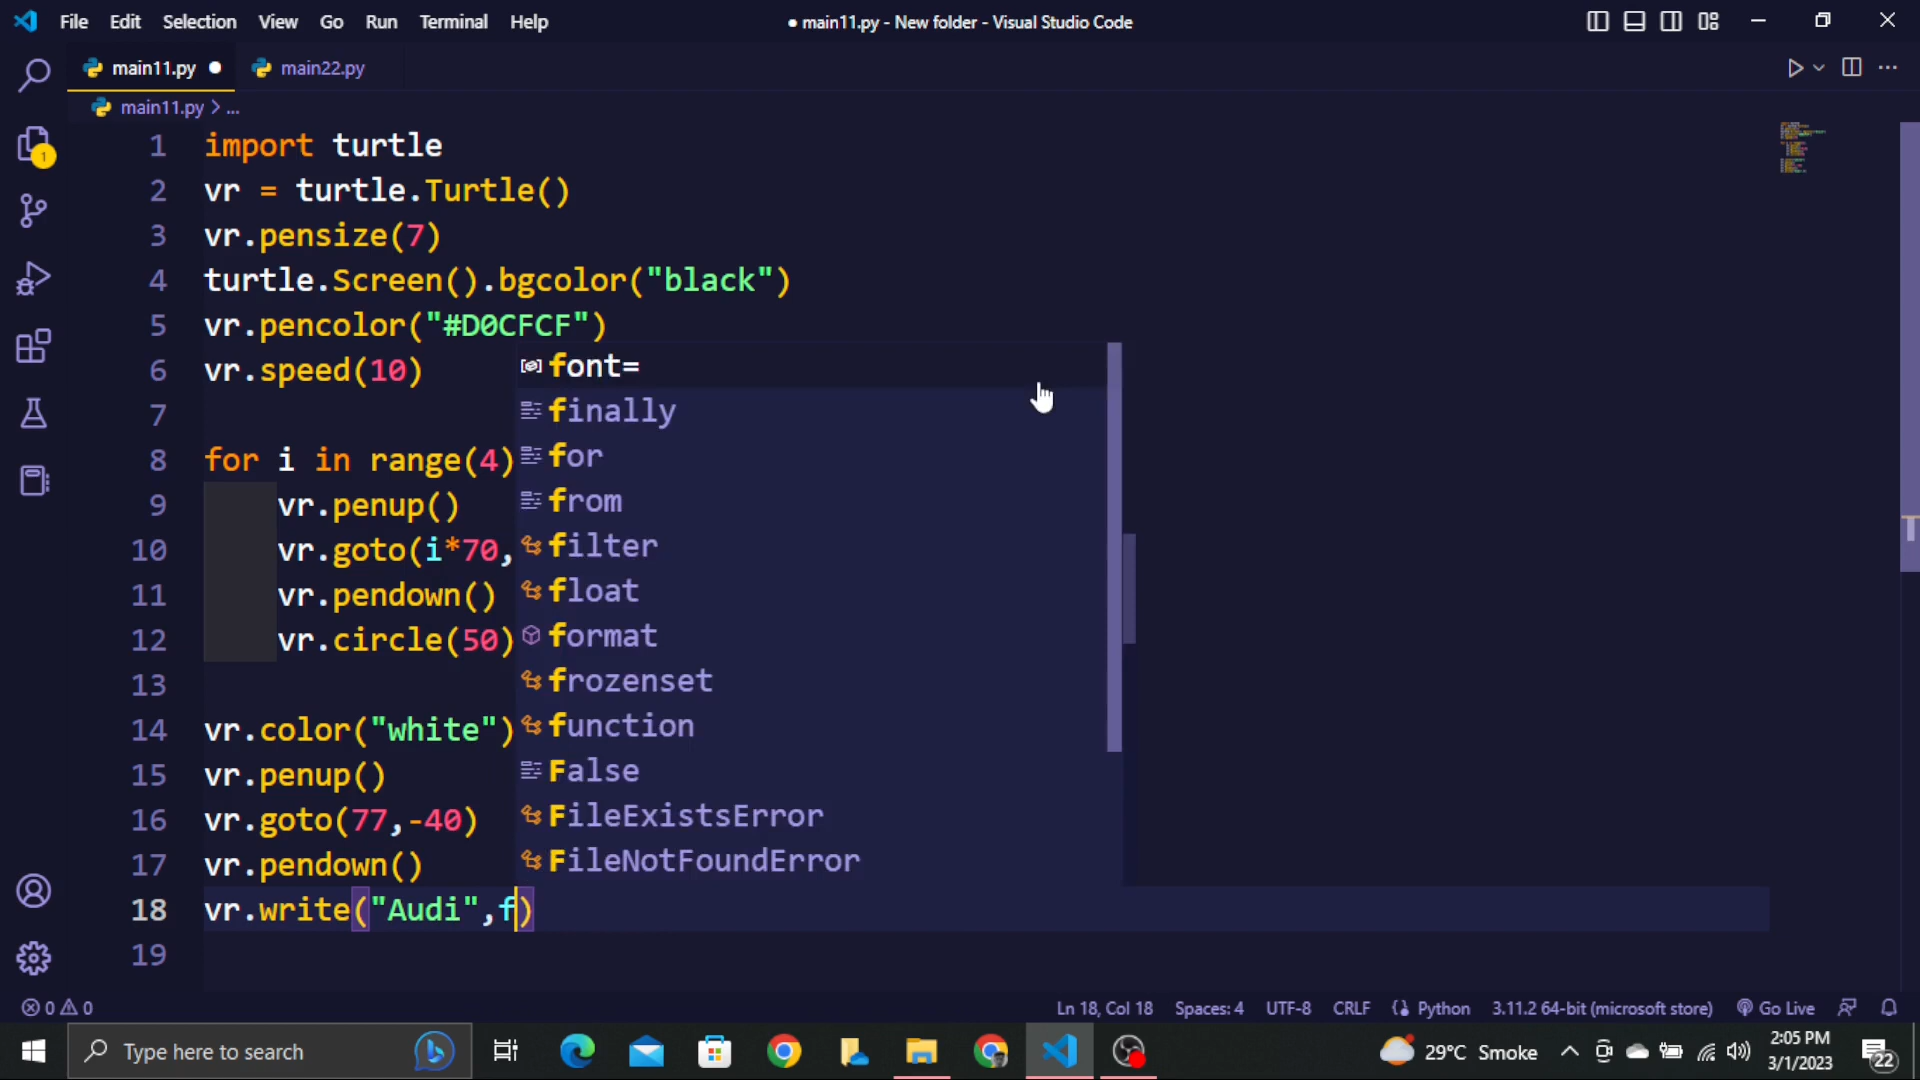 File Edit Selection View Go Run Terminal Help ● main11.py - New folder - Visual Studio Code
main11.py ● main22.py
main11.py > ...
1 import turtle
2 vr = turtle.Turtle()
3 vr.pensize(7)
4 turtle.Screen().bgcolor("black")
5 vr.pencolor("#D0CFCF")
font=
6 vr.speed(10)
7 finally
8 for i in range(4) for
9 vr.penup() from
10 vr.goto(i*70, filter
11 vr.pendown() float
12 vr.circle(50) format
13 frozenset
14 vr.color("white") function
15 vr.penup() False
16 vr.goto(77,-40) FileExistsError
17 vr.pendown() FileNotFoundError
18 vr.write("Audi",f)
19
1
T
0 0 Ln 18, Col 18 Spaces: 4 UTF-8 CRLF Python 3.11.2 64-bit (microsoft store) Go Live
Type here to search 29°C Smoke 2:05 PM
3/1/2023
22